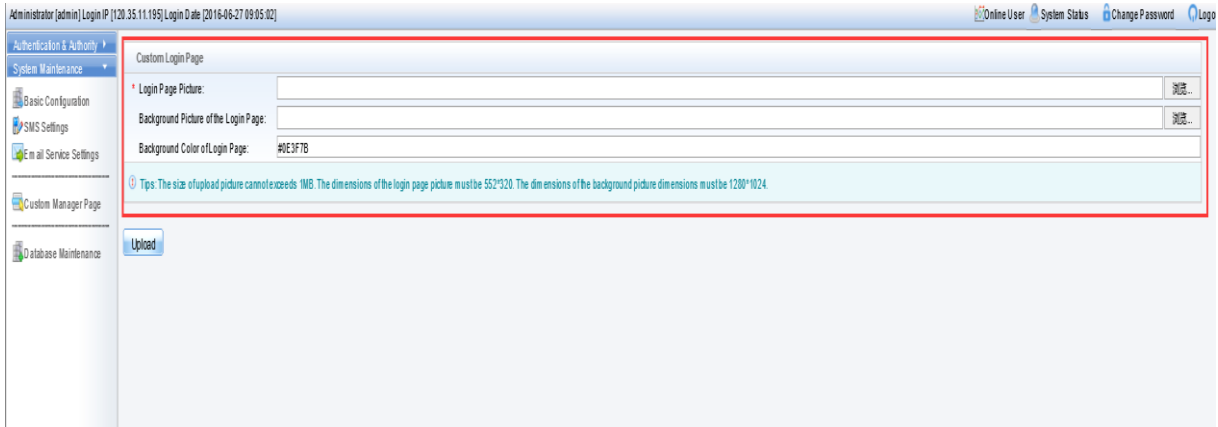 Administrator [admin] Login IP [120.35.11.195] Login Date [2016-06-27 09:05:02]
Online User System Status Change Password Logo
Authentication & Authority
System Maintenance
Basic Configuration
SMS Settings
Email Service Settings
Custom Manager Page
Database Maintenance
Custom Login Page
* Login Page Picture: 浏览...
Background Picture of the Login Page: 浏览...
Background Color of Login Page: #0E3F7B
Tips: The size of upload picture cannot exceeds 1MB. The dimensions of the login page picture must be 552*320. The dimensions of the background picture dimensions must be 1280*1024.
Upload